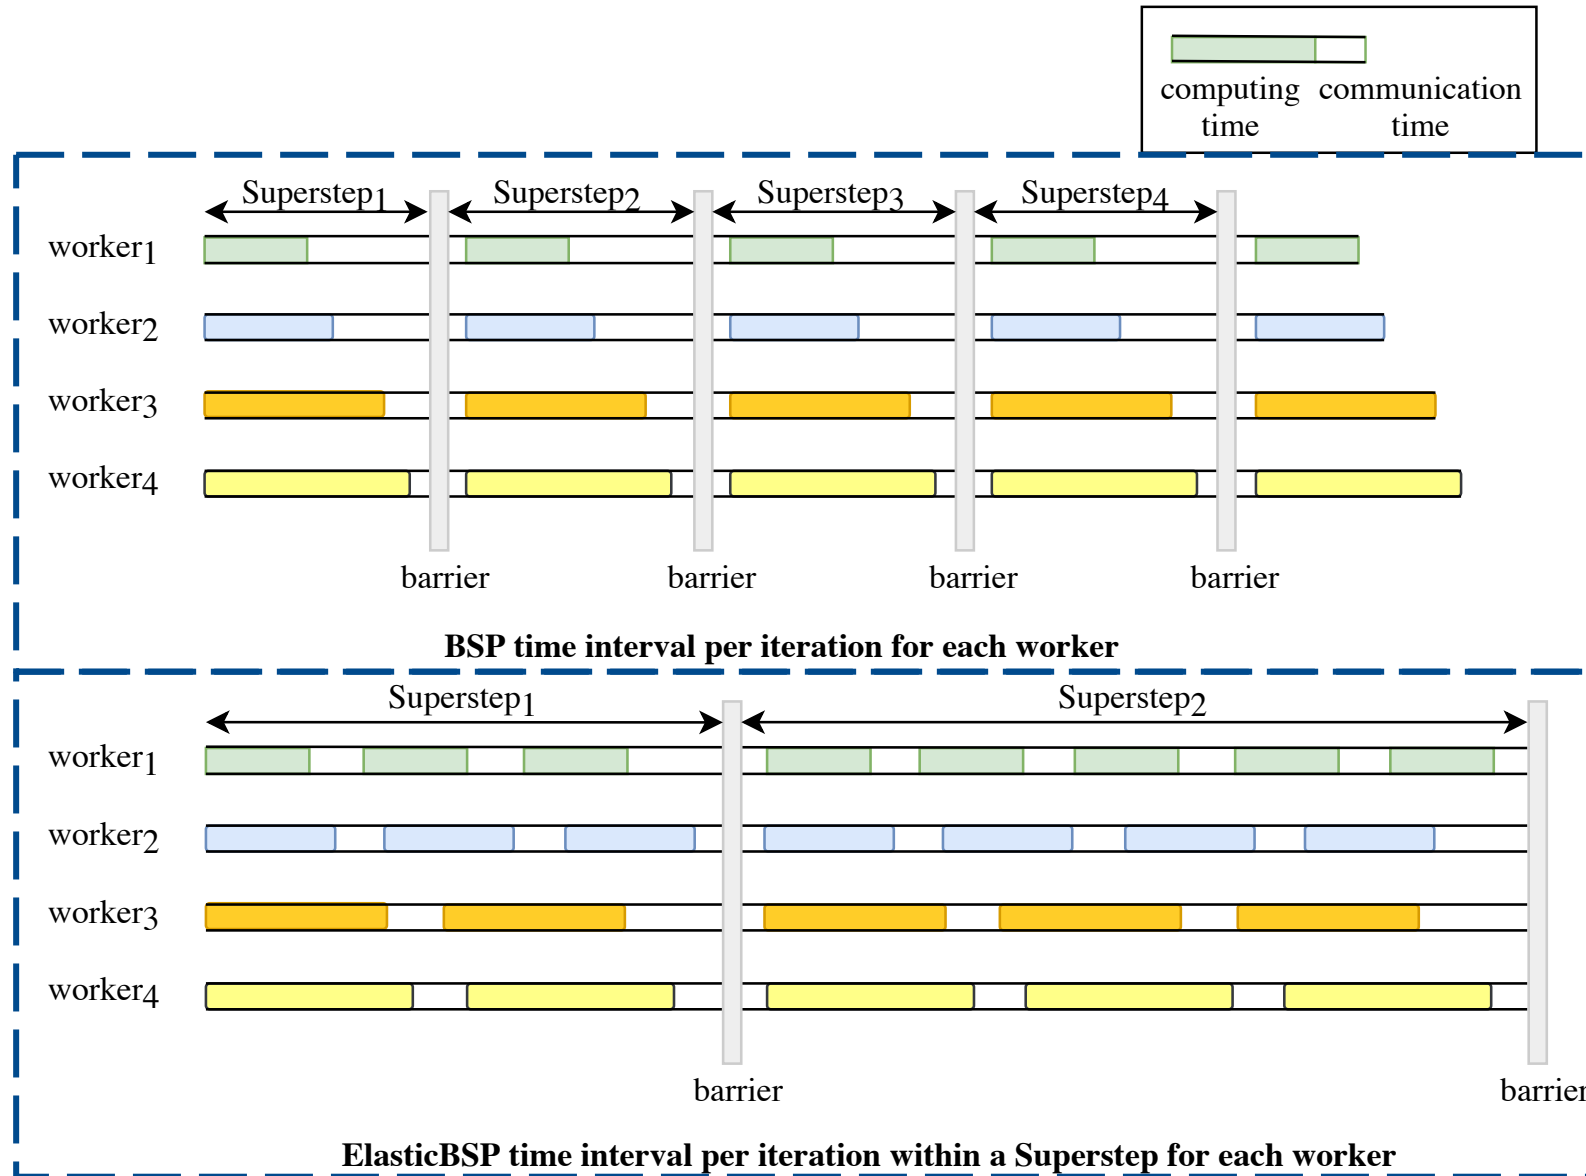 computing communication
time time
Superstep1 Superstep2 Superstep3 Superstep4
worker1
worker2
worker3
worker4
barrier barrier barrier barrier
BSP time interval per iteration for each worker
Superstep1 Superstep2
worker1
worker2
worker3
worker4
barrier barrier
ElasticBSP time interval per iteration within a Superstep for each worker